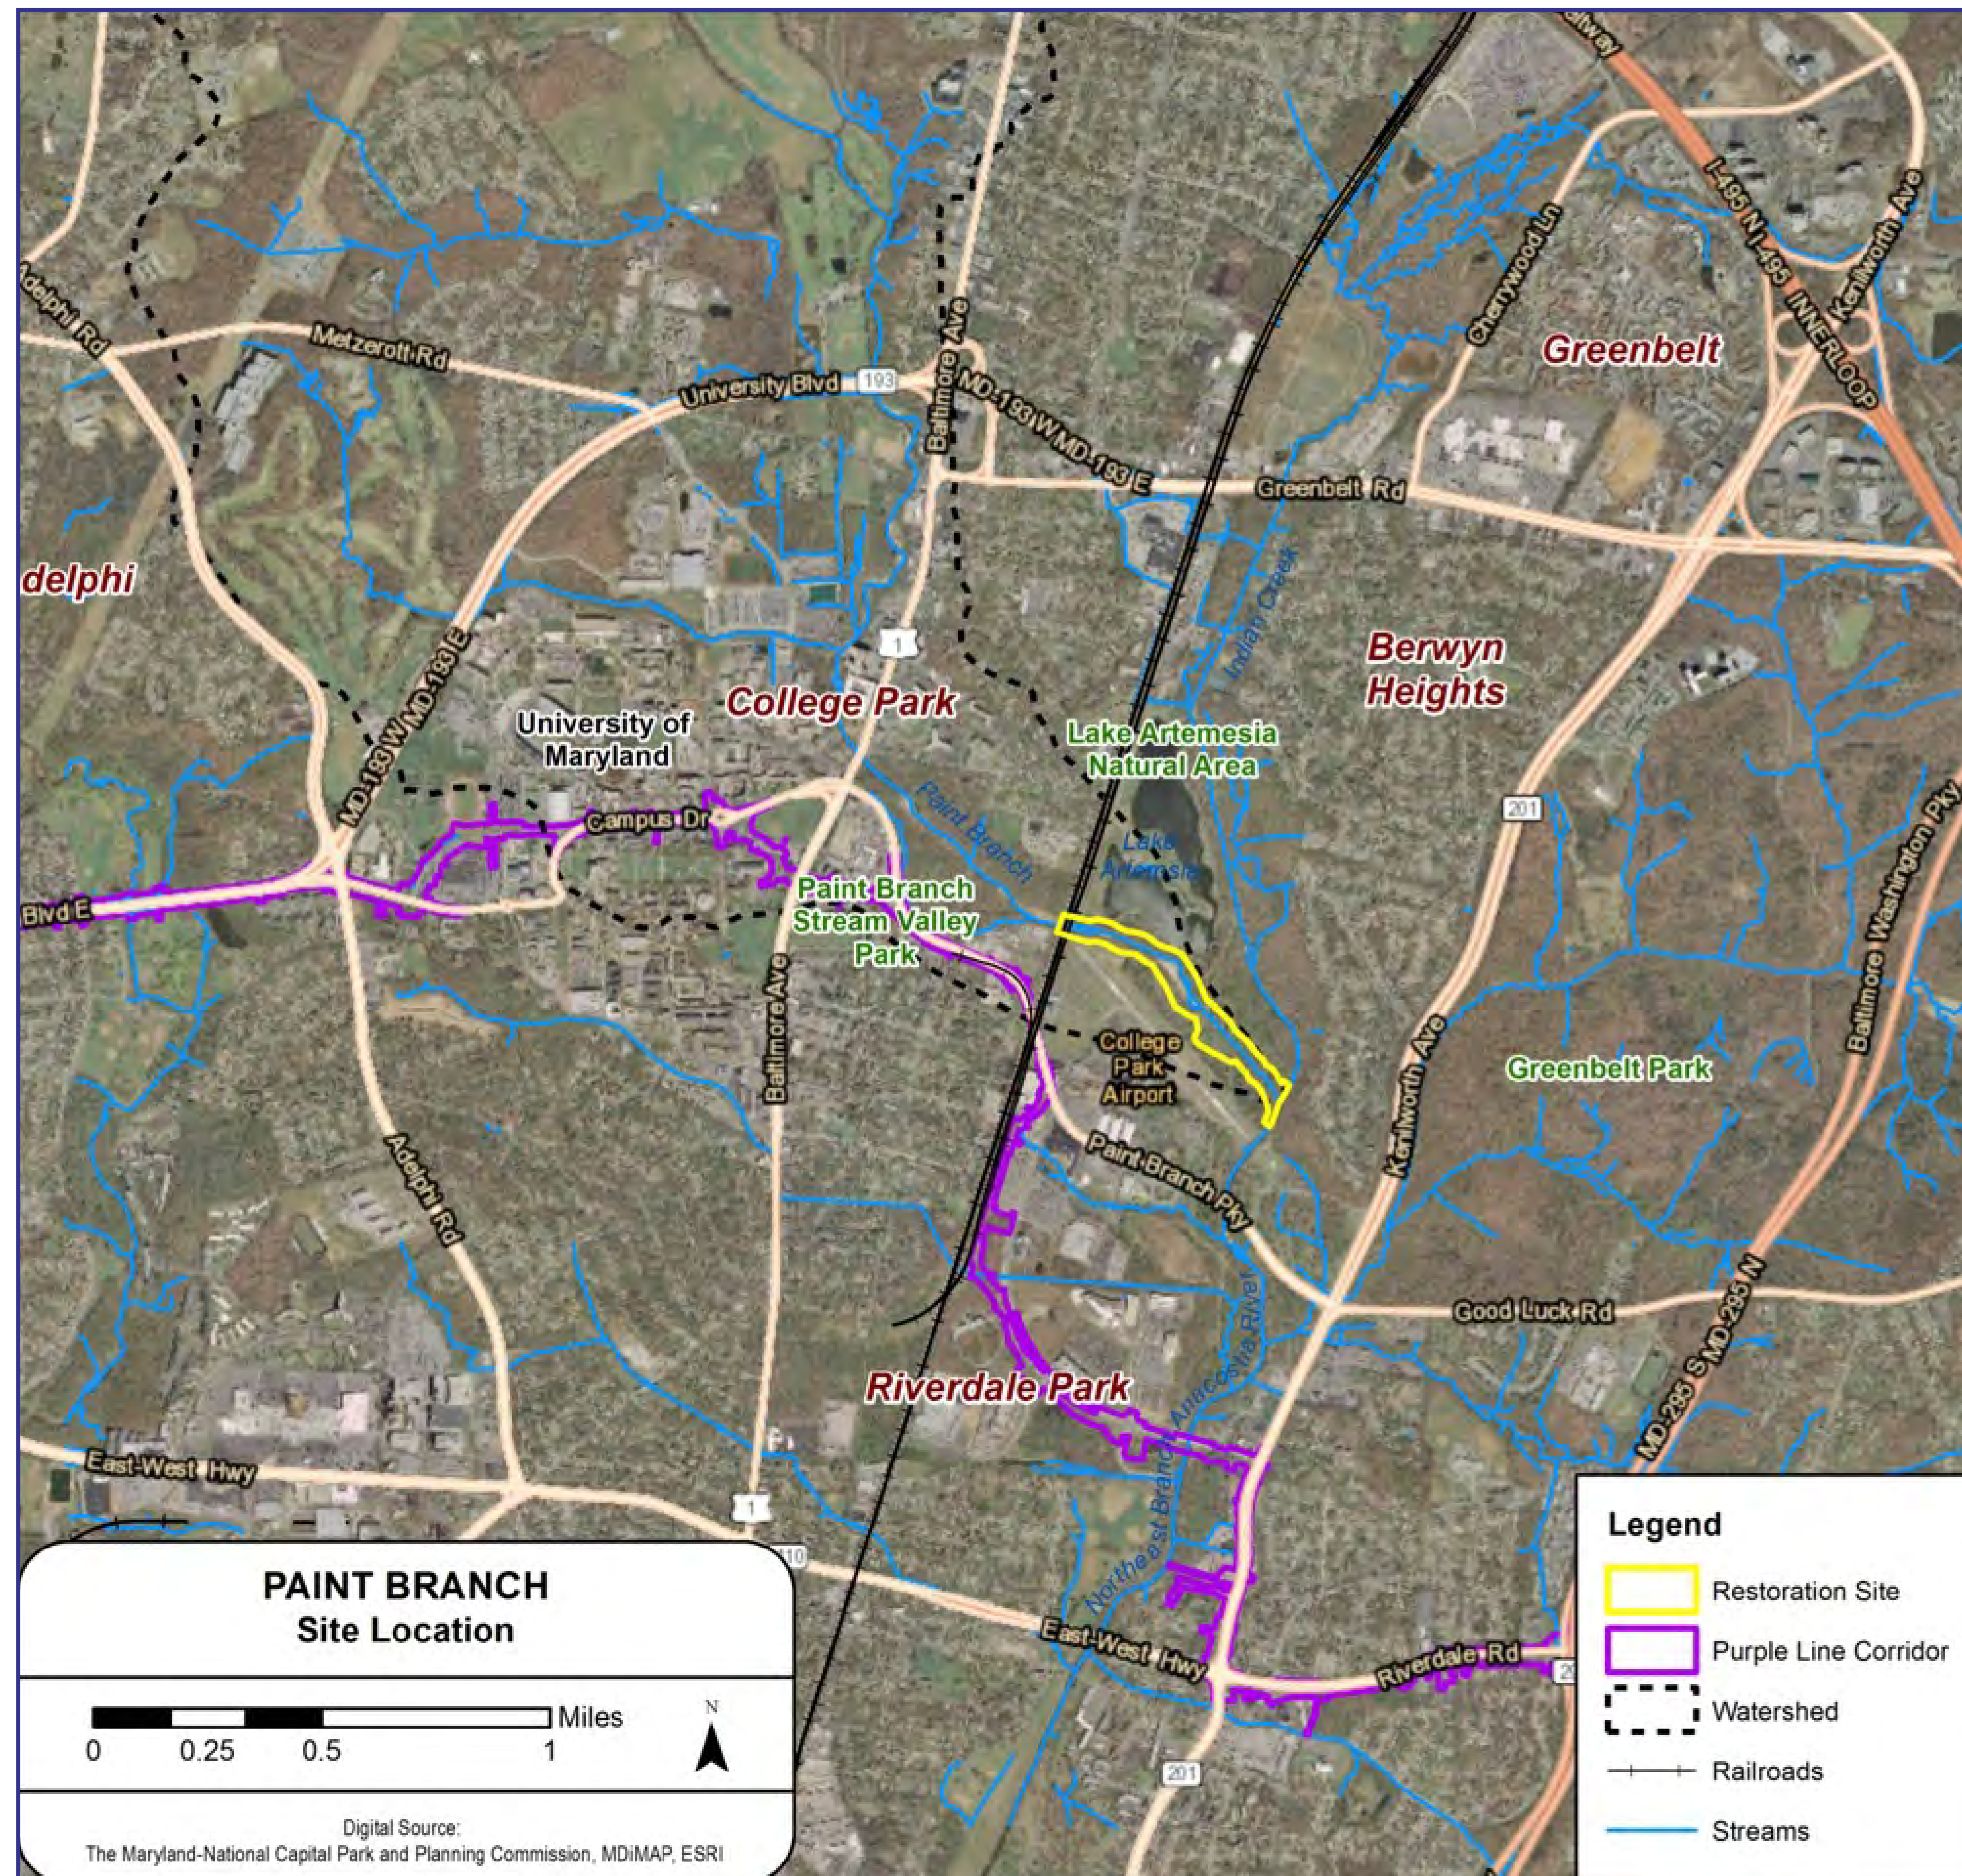 eltway
Adelphi Rd
Metzerott Rd
University Blvd
193
Baltimore Ave
MD-193 W MD-193 E
Greenbelt Rd
Cherrywood Ln
I-495 N I-495 INNERLOOP
Kenilworth Ave
Kenilworth Ave
Greenbelt
delphi
MD-193 W MD-193 E
1
Indian Creek
Berwyn
Heights
College Park
University of
Maryland
Lake Artemesia
Natural Area
201
Baltimore Washington Pky
Paint Branch
Campus Dr
Lake
Artemsia
Blvd E
Paint Branch
Stream Valley
Park
Baltimore Ave
College
Park
Airport
Kenilworth Ave
Greenbelt Park
Adelphi Rd
Paint Branch Pky
Good Luck Rd
MD-295 S MD-295 N
Riverdale Park
Northeast Branch Anacostia River
East-West Hwy
1
410
East-West Hwy
Riverdale Rd
201
PAINT BRANCH
Site Location
Miles
0 0.25 0.5 1
N
Digital Source:
The Maryland-National Capital Park and Planning Commission, MDiMAP, ESRI
Legend
Restoration Site
Purple Line Corridor
Watershed
Railroads
Streams